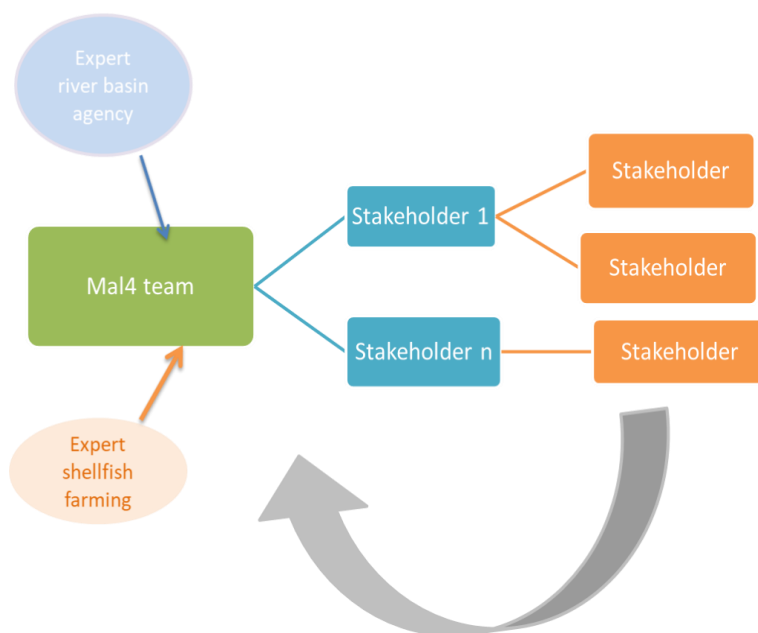 Expert
river basin
agency
Stakeholder
Stakeholder 1
Stakeholder
Mal4 team
Stakeholder n
Stakeholder
Expert
shellfish
farming